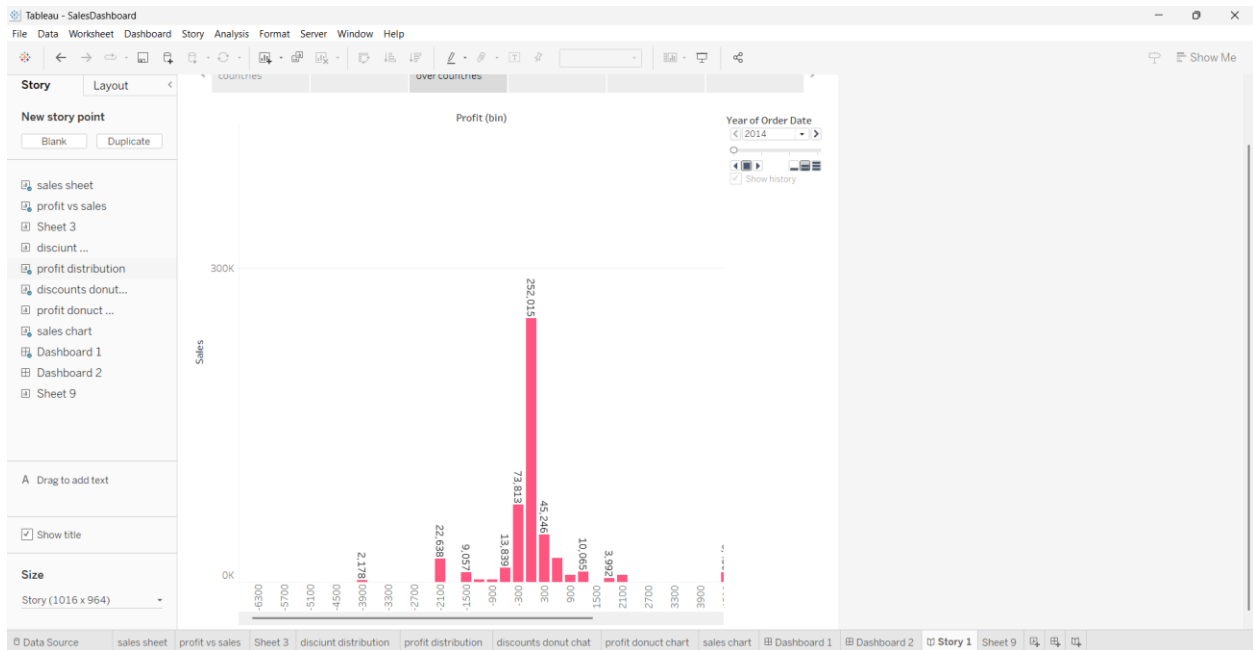 Tableau - SalesDashboard
File Data Worksheet Dashboard Story Analysis Format Server Window Help
Show Me
Story Layout
countries over countries
New story point
Blank Duplicate
sales sheet
profit vs sales
Sheet 3
disciunt ...
profit distribution
discounts donut...
profit donuct ...
sales chart
Dashboard 1
Dashboard 2
Sheet 9
A Drag to add text
Show title
Size
Story (1016 x 964)
Profit (bin)
Year of Order Date
2014
Show history
300K
Sales
0K
2,178
22,638
9,057
13,839
73,813
252,015
45,246
10,065
3,992
-6300 -5700 -5100 -4500 -3900 -3300 -2700 -2100 -1500 -900 -300 300 900 1500 2100 2700 3300 3900
Data Source sales sheet profit vs sales Sheet 3 disciunt distribution profit distribution discounts donut chat profit donuct chart sales chart Dashboard 1 Dashboard 2 Story 1 Sheet 9